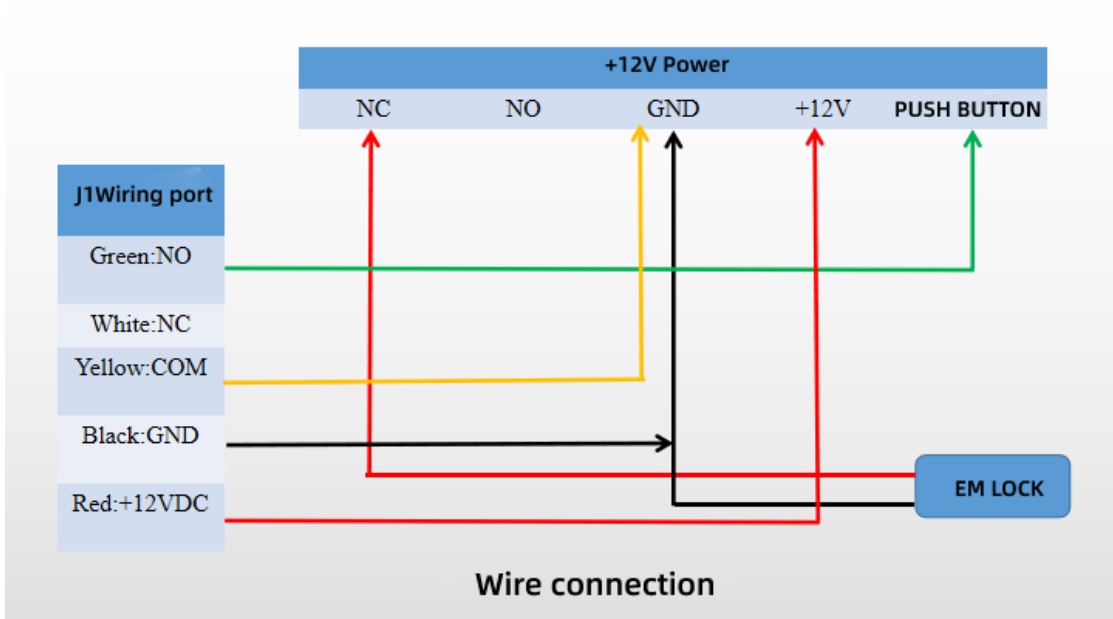 +12V Power
NC NO GND +12V PUSH BUTTON
J1Wiring port
Green:NO
White:NC
Yellow:COM
Black:GND
Red:+12VDC
EM LOCK
Wire connection